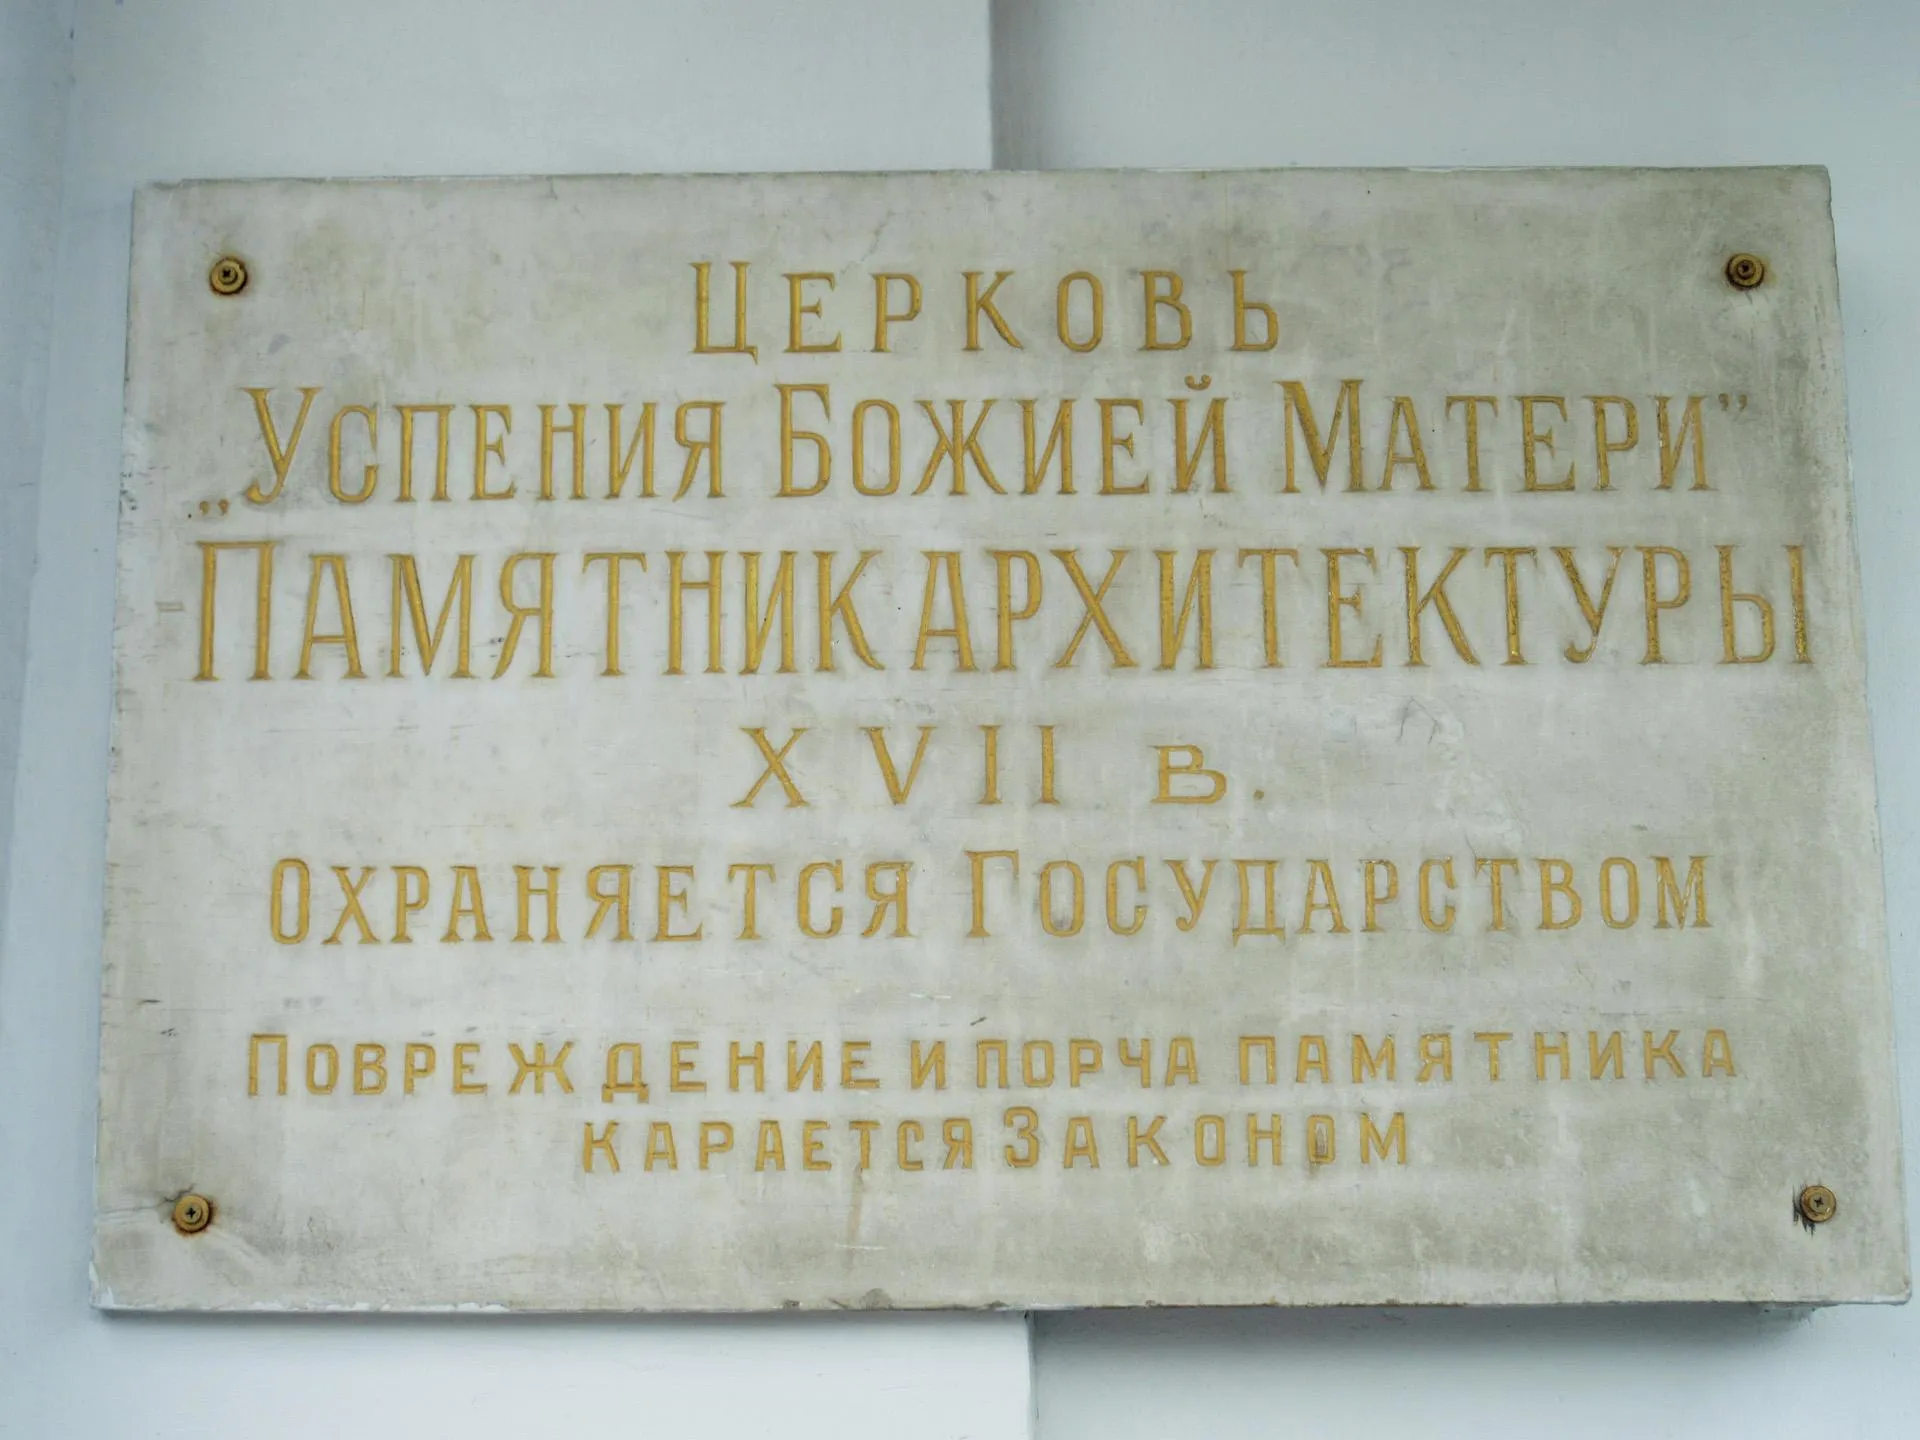 Церковь
„Успения Божией Матери”
Памятник архитектуры
XVII в.
Охраняется Государством
Повреждение и порча памятника
карается Законом